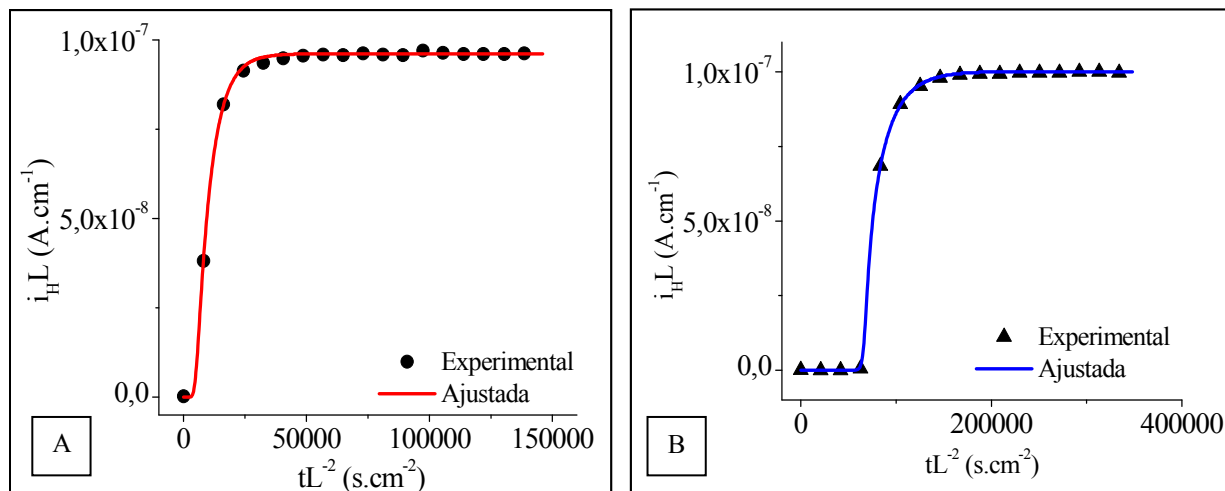 1,0x10⁻⁷
5,0x10⁻⁸
0,0
i_H L (A.cm⁻¹)
Experimental
Ajustada
A
0 50000 100000 150000
tL⁻² (s.cm⁻²)
1,0x10⁻⁷
5,0x10⁻⁸
0,0
i_H L (A.cm⁻¹)
Experimental
Ajustada
B
0 200000 400000
tL⁻² (s.cm⁻²)